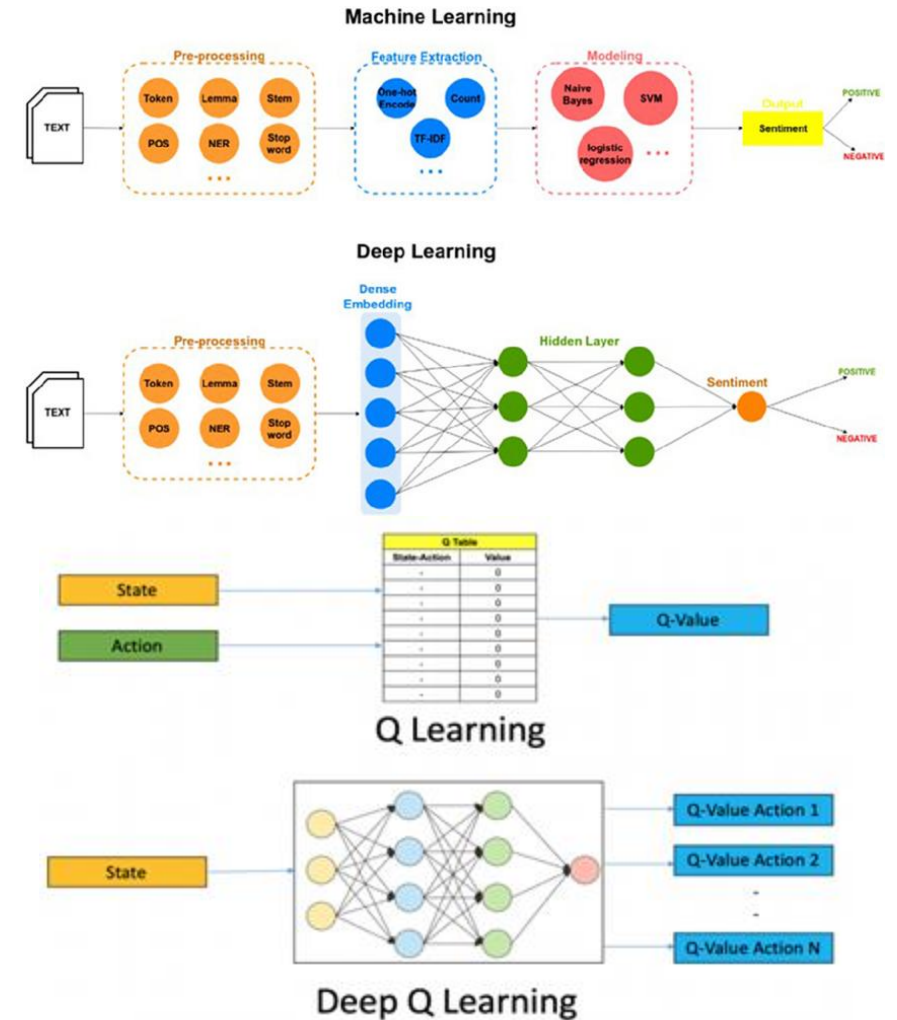 Machine Learning
Pre-processing
Feature Extraction
Modeling
TEXT
Token
Lemma
Stem
POS
NER
Stop
word
...
One-hot
Encode
Count
TF-IDF
...
Naive
Bayes
SVM
logistic
regression
...
Output
Sentiment
POSITIVE
NEGATIVE
Deep Learning
Dense
Embedding
Pre-processing
Hidden Layer
TEXT
Token
Lemma
Stem
POS
NER
Stop
word
...
Sentiment
POSITIVE
NEGATIVE
State
Action
Q Table
State-Action Value
- 0
- 0
- 0
- 0
- 0
- 0
- 0
- 0
- 0
Q-Value
Q Learning
State
Q-Value Action 1
Q-Value Action 2
-
-
Q-Value Action N
Deep Q Learning